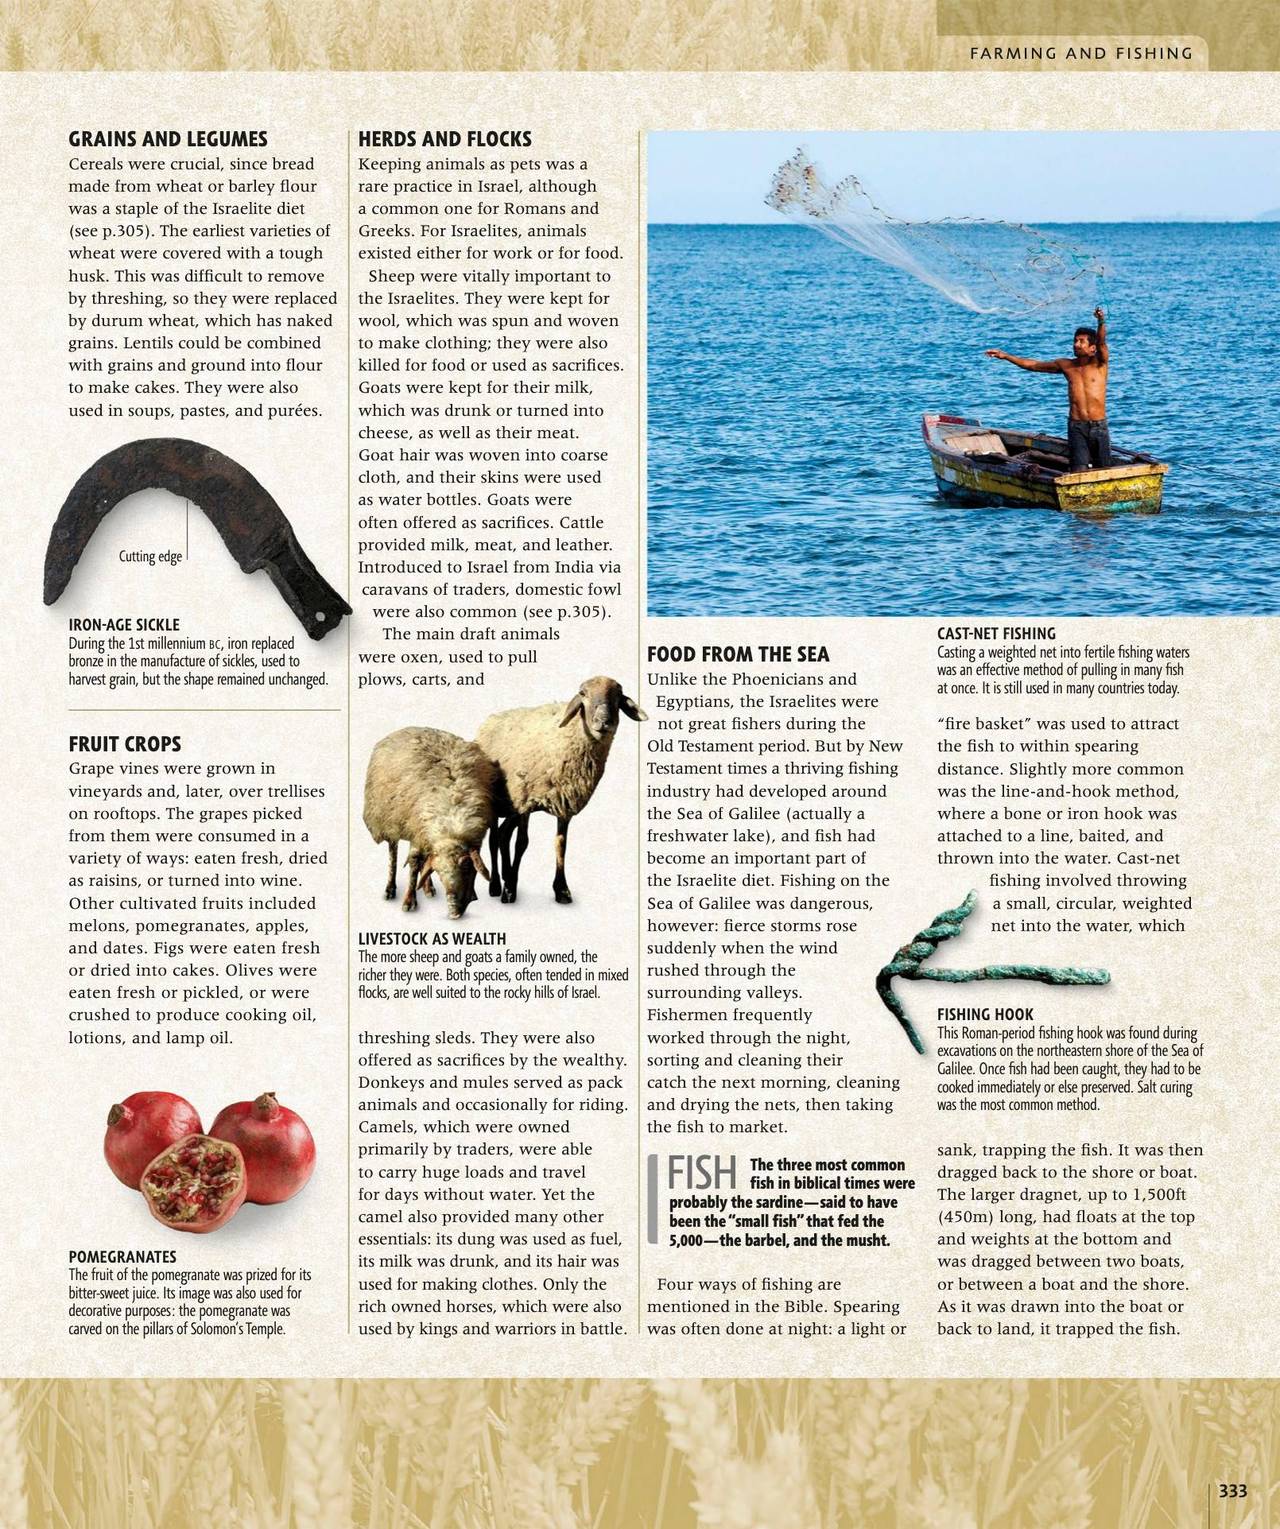 FARMING AND FISHING
GRAINS AND LEGUMES
Cereals were crucial, since bread
made from wheat or barley flour
was a staple of the Israelite diet
(see p.305). The earliest varieties of
wheat were covered with a tough
husk. This was difficult to remove
by threshing, so they were replaced
by durum wheat, which has naked
grains. Lentils could be combined
with grains and ground into flour
to make cakes. They were also
used in soups, pastes, and purées.
Cutting edge
IRON-AGE SICKLE
During the 1st millennium BC, iron replaced
bronze in the manufacture of sickles, used to
harvest grain, but the shape remained unchanged.
FRUIT CROPS
Grape vines were grown in
vineyards and, later, over trellises
on rooftops. The grapes picked
from them were consumed in a
variety of ways: eaten fresh, dried
as raisins, or turned into wine.
Other cultivated fruits included
melons, pomegranates, apples,
and dates. Figs were eaten fresh
or dried into cakes. Olives were
eaten fresh or pickled, or were
crushed to produce cooking oil,
lotions, and lamp oil.
POMEGRANATES
The fruit of the pomegranate was prized for its
bitter-sweet juice. Its image was also used for
decorative purposes: the pomegranate was
carved on the pillars of Solomon's Temple.
HERDS AND FLOCKS
Keeping animals as pets was a
rare practice in Israel, although
a common one for Romans and
Greeks. For Israelites, animals
existed either for work or for food.
Sheep were vitally important to
the Israelites. They were kept for
wool, which was spun and woven
to make clothing; they were also
killed for food or used as sacrifices.
Goats were kept for their milk,
which was drunk or turned into
cheese, as well as their meat.
Goat hair was woven into coarse
cloth, and their skins were used
as water bottles. Goats were
often offered as sacrifices. Cattle
provided milk, meat, and leather.
Introduced to Israel from India via
caravans of traders, domestic fowl
were also common (see p.305).
The main draft animals
were oxen, used to pull
plows, carts, and
LIVESTOCK AS WEALTH
The more sheep and goats a family owned, the
richer they were. Both species, often tended in mixed
flocks, are well suited to the rocky hills of Israel.
threshing sleds. They were also
offered as sacrifices by the wealthy.
Donkeys and mules served as pack
animals and occasionally for riding.
Camels, which were owned
primarily by traders, were able
to carry huge loads and travel
for days without water. Yet the
camel also provided many other
essentials: its dung was used as fuel,
its milk was drunk, and its hair was
used for making clothes. Only the
rich owned horses, which were also
used by kings and warriors in battle.
FOOD FROM THE SEA
Unlike the Phoenicians and
Egyptians, the Israelites were
not great fishers during the
Old Testament period. But by New
Testament times a thriving fishing
industry had developed around
the Sea of Galilee (actually a
freshwater lake), and fish had
become an important part of
the Israelite diet. Fishing on the
Sea of Galilee was dangerous,
however: fierce storms rose
suddenly when the wind
rushed through the
surrounding valleys.
Fishermen frequently
worked through the night,
sorting and cleaning their
catch the next morning, cleaning
and drying the nets, then taking
the fish to market.
FISH The three most common
fish in biblical times were
probably the sardine—said to have
been the “small fish” that fed the
5,000—the barbel, and the musht.
Four ways of fishing are
mentioned in the Bible. Spearing
was often done at night: a light or
CAST-NET FISHING
Casting a weighted net into fertile fishing waters
was an effective method of pulling in many fish
at once. It is still used in many countries today.
“fire basket” was used to attract
the fish to within spearing
distance. Slightly more common
was the line-and-hook method,
where a bone or iron hook was
attached to a line, baited, and
thrown into the water. Cast-net
fishing involved throwing
a small, circular, weighted
net into the water, which
FISHING HOOK
This Roman-period fishing hook was found during
excavations on the northeastern shore of the Sea of
Galilee. Once fish had been caught, they had to be
cooked immediately or else preserved. Salt curing
was the most common method.
sank, trapping the fish. It was then
dragged back to the shore or boat.
The larger dragnet, up to 1,500ft
(450m) long, had floats at the top
and weights at the bottom and
was dragged between two boats,
or between a boat and the shore.
As it was drawn into the boat or
back to land, it trapped the fish.
333